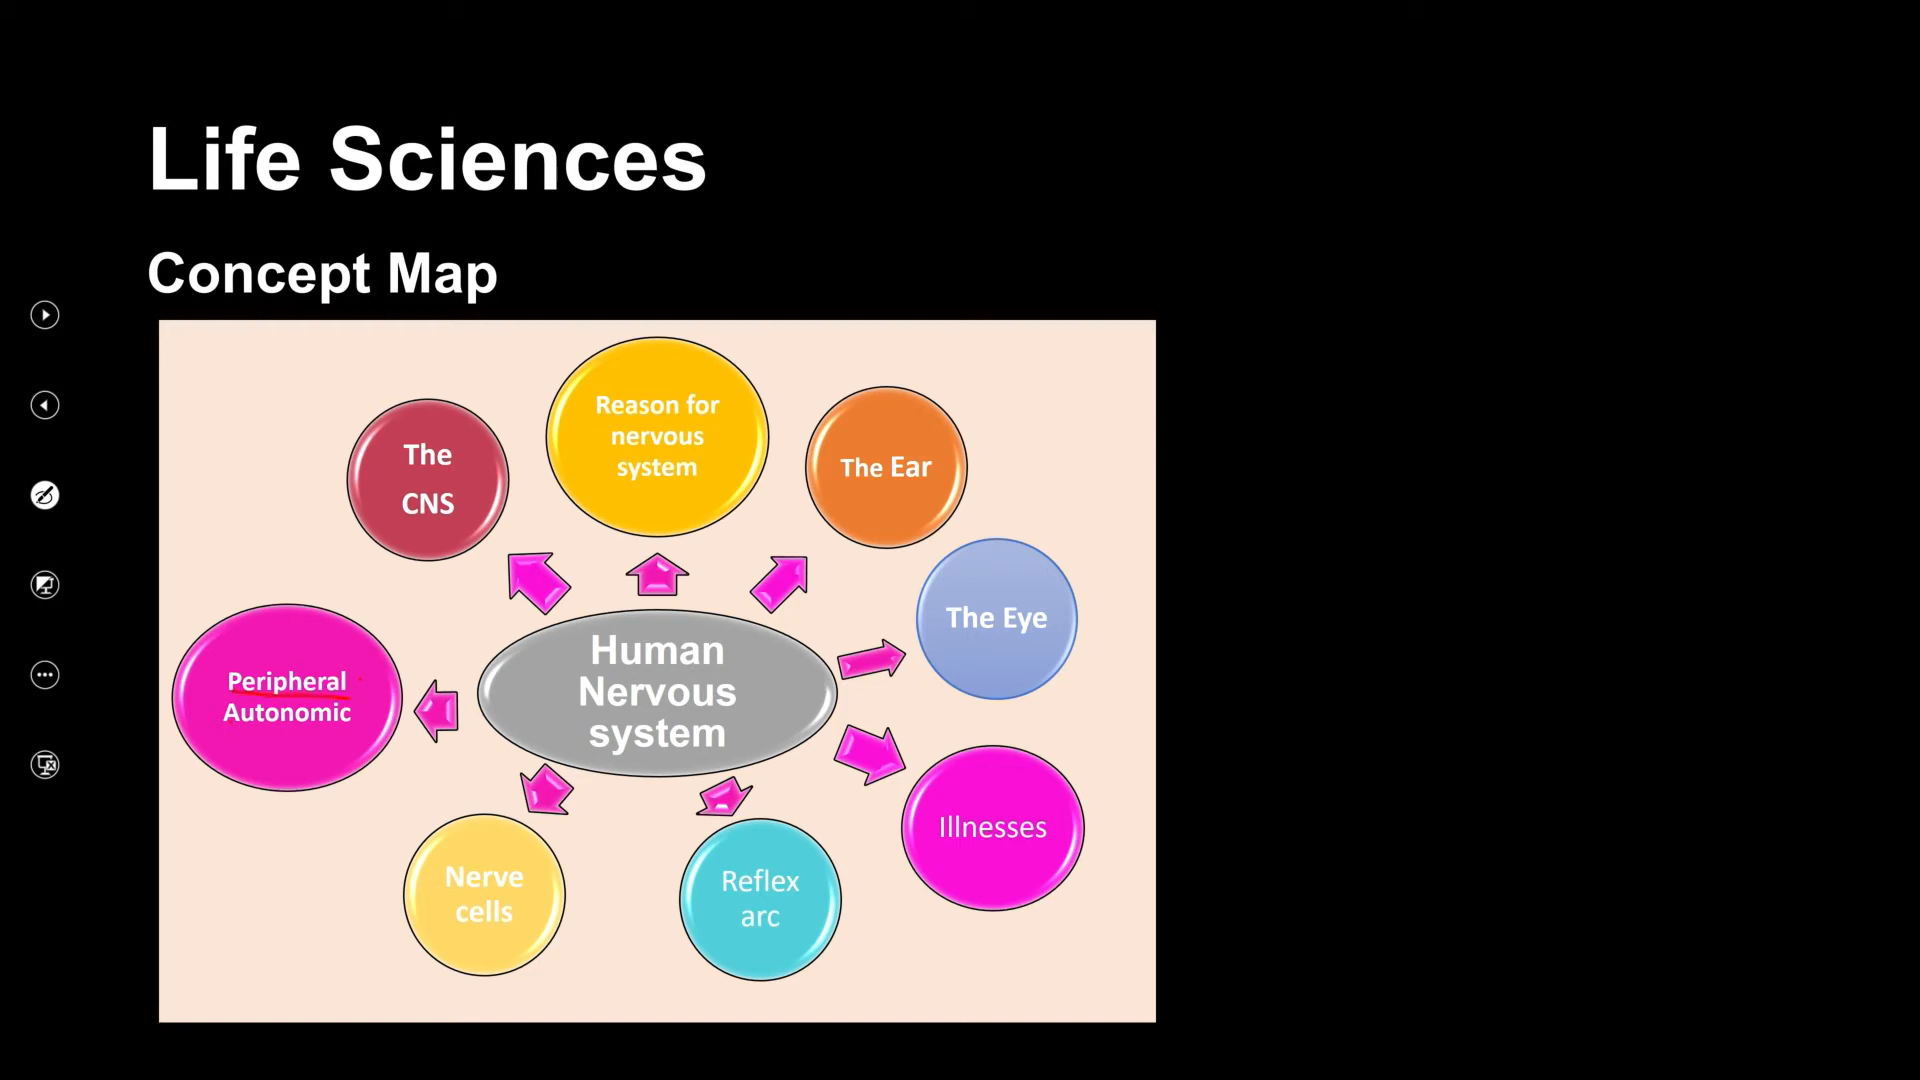 Life Sciences
Concept Map
Reason for
nervous
system
The
CNS
The Ear
The Eye
Human
Nervous
system
Peripheral
Autonomic
Illnesses
Nerve
cells
Reflex
arc